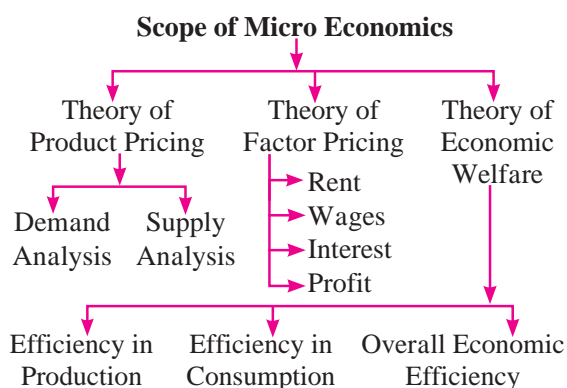 Scope of Micro Economics
Theory of
Product Pricing
Theory of
Factor Pricing
Theory of
Economic
Welfare
Demand
Analysis
Supply
Analysis
Rent
Wages
Interest
Profit
Efficiency in
Production
Efficiency in
Consumption
Overall Economic
Efficiency